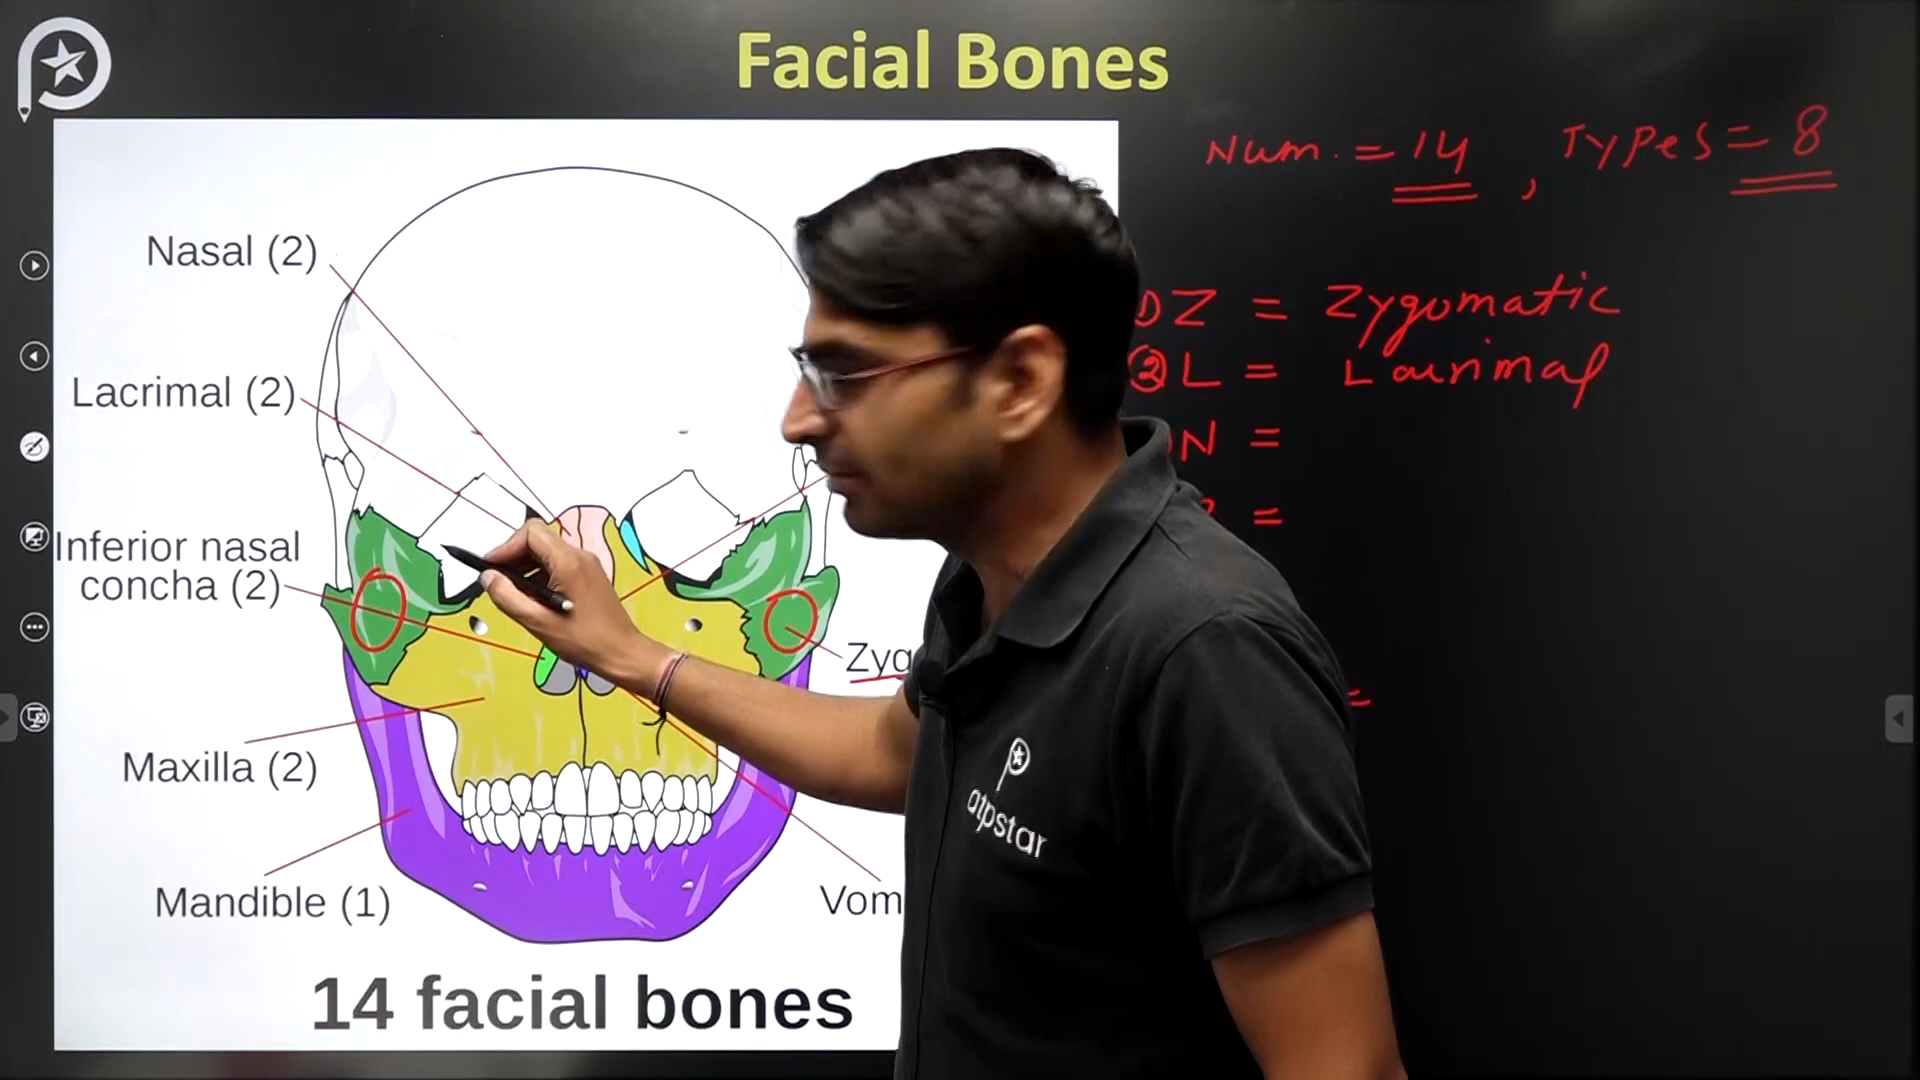 Facial Bones
Num. = 14 , Types = 8
Nasal (2)
DZ = Zygomatic
② L = Lacrimal
Lacrimal (2)
N =
=
Inferior nasal
concha (2)
Zyg
=
Maxilla (2)
Mandible (1)
Vom
atpstar
14 facial bones